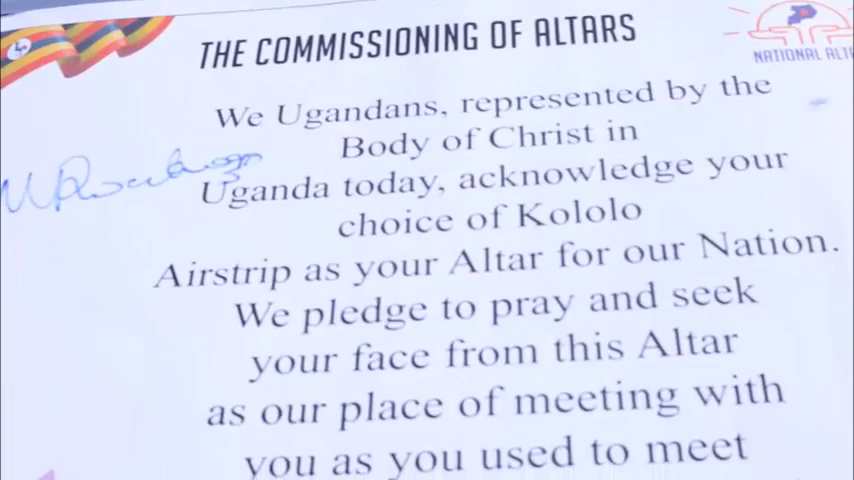 THE COMMISSIONING OF ALTARS
NATIONAL
We Ugandans, represented by the
Body of Christ in
Uganda today, acknowledge your
choice of Kololo
Airstrip as your Altar for our Nation.
We pledge to pray and seek
your face from this Altar
as our place of meeting with
you as you used to meet